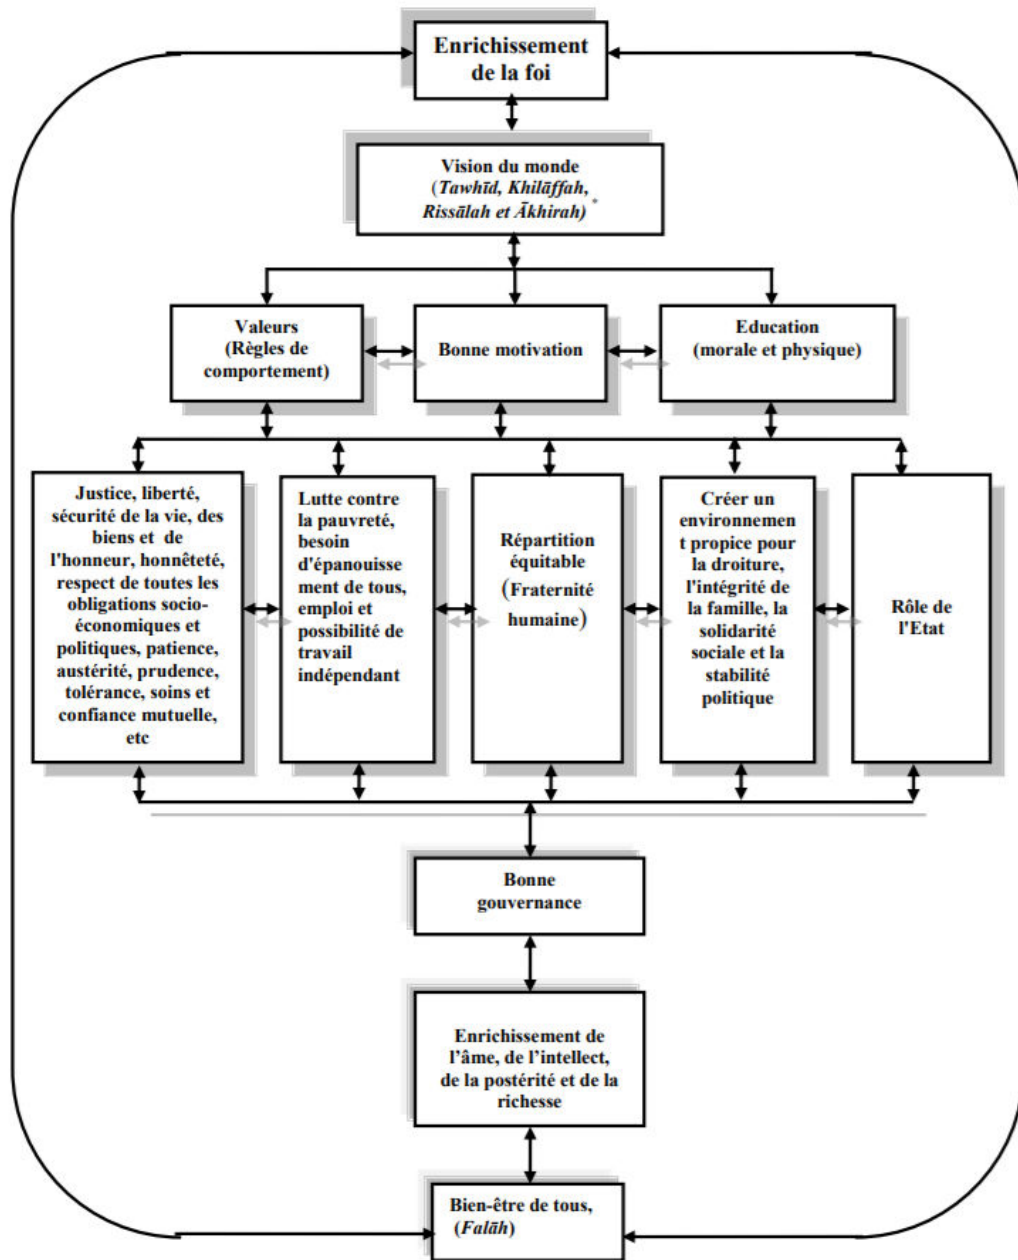 Enrichissement
de la foi
Vision du monde
(Tawhīd, Khilāffah,
Rissālah et Ākhirah) *
Valeurs
(Règles de
comportement)
Bonne motivation
Education
(morale et physique)
Justice, liberté,
sécurité de la vie, des
biens et de
l'honneur, honnêteté,
respect de toutes les
obligations socio-
économiques et
politiques, patience,
austérité, prudence,
tolérance, soins et
confiance mutuelle,
etc
Lutte contre
la pauvreté,
besoin
d'épanouisse
ment de tous,
emploi et
possibilité de
travail
indépendant
Répartition
équitable
(Fraternité
humaine)
Créer un
environnemen
t propice pour
la droiture,
l'intégrité de
la famille, la
solidarité
sociale et la
stabilité
politique
Rôle de
l'Etat
Bonne
gouvernance
Enrichissement de
l’âme, de l’intellect,
de la postérité et de la
richesse
Bien-être de tous,
(Falāh)